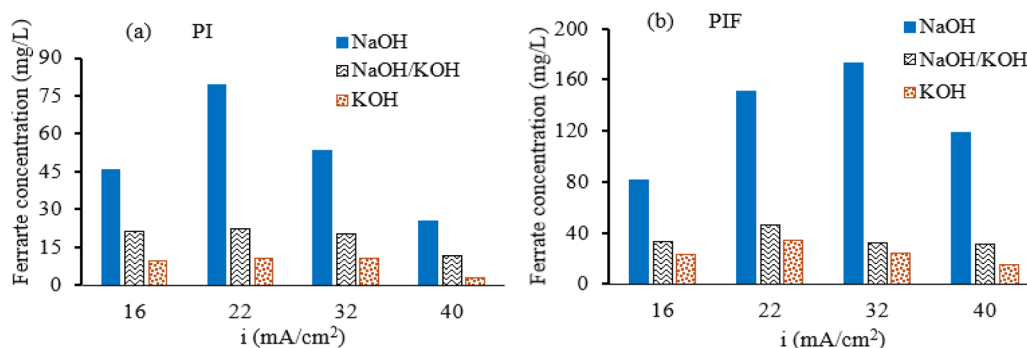 (a) PI
NaOH
NaOH/KOH
KOH
Ferrarte concentration (mg/L)
90
75
60
45
30
15
0
16 22 32 40
i (mA/cm²)
(b) PIF
NaOH
NaOH/KOH
KOH
Ferrate concentration (mg/L)
200
160
120
80
40
0
16 22 32 40
i (mA/cm²)